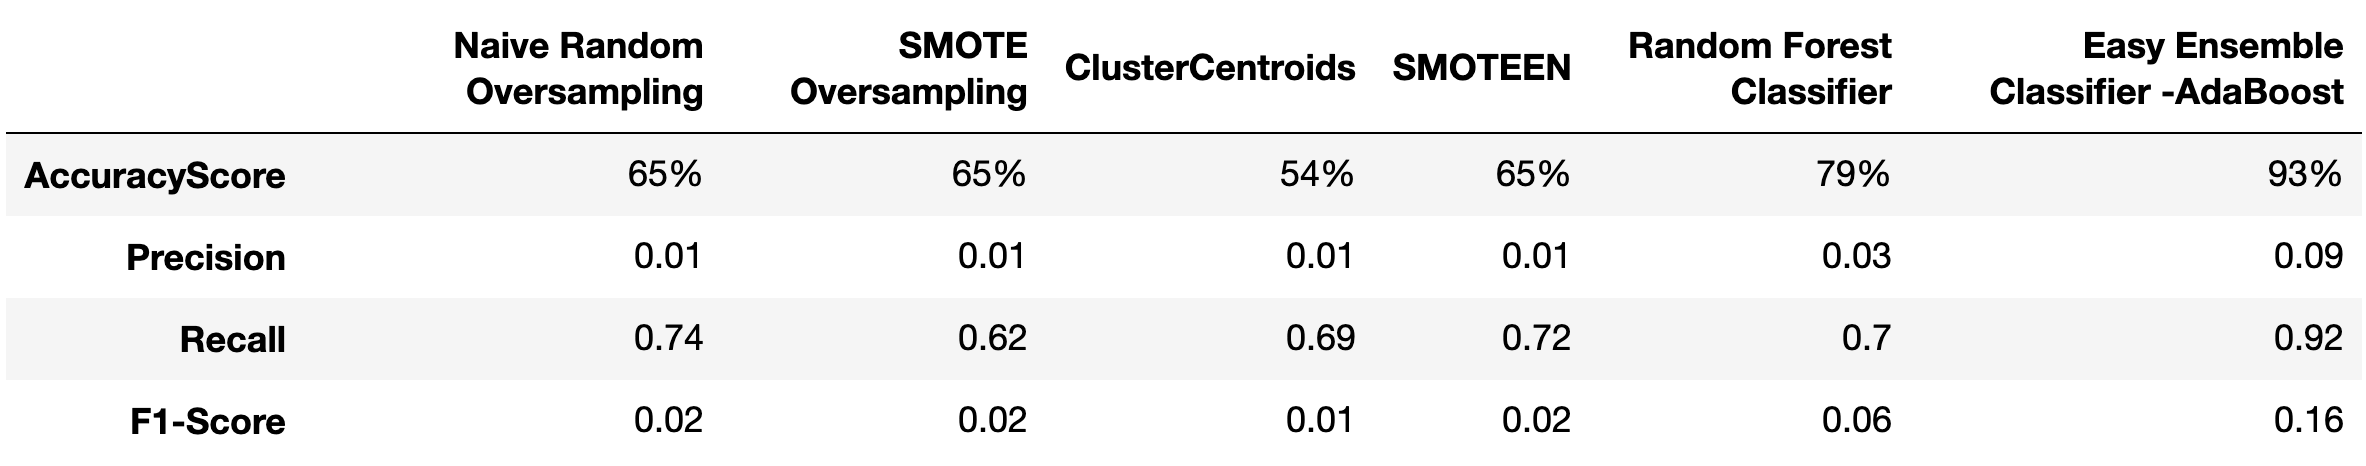 Naive Random Oversampling SMOTE Oversampling ClusterCentroids SMOTEEN Random Forest Classifier Easy Ensemble Classifier -AdaBoost
AccuracyScore 65% 65% 54% 65% 79% 93%
Precision 0.01 0.01 0.01 0.01 0.03 0.09
Recall 0.74 0.62 0.69 0.72 0.7 0.92
F1-Score 0.02 0.02 0.01 0.02 0.06 0.16